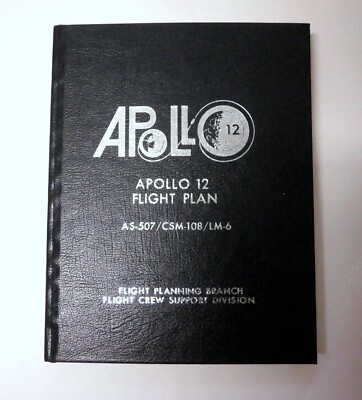 APOLLO 12
APOLLO 12
FLIGHT PLAN
AS-507/CSM-108/LM-6
FLIGHT PLANNING BRANCH
FLIGHT CREW SUPPORT DIVISION